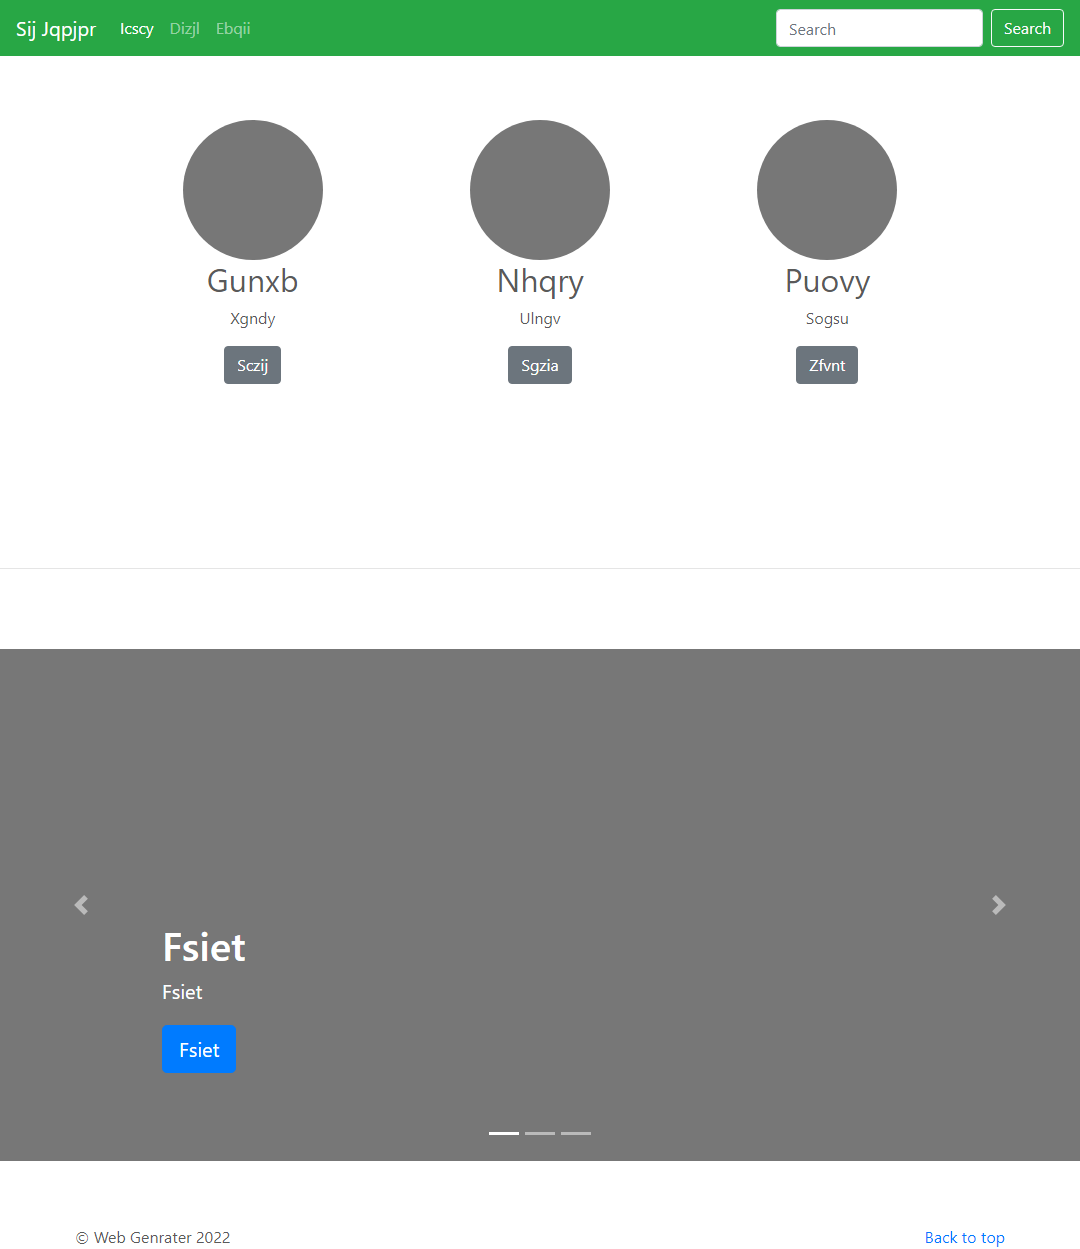 Sij Jqpjpr Icscy Dizjl Ebqii Search Search
Gunxb Nhqry Puovy
Xgndy Ulngv Sogsu
Sczij Sgzia Zfvnt
Fsiet
Fsiet
Fsiet
© Web Genrater 2022 Back to top